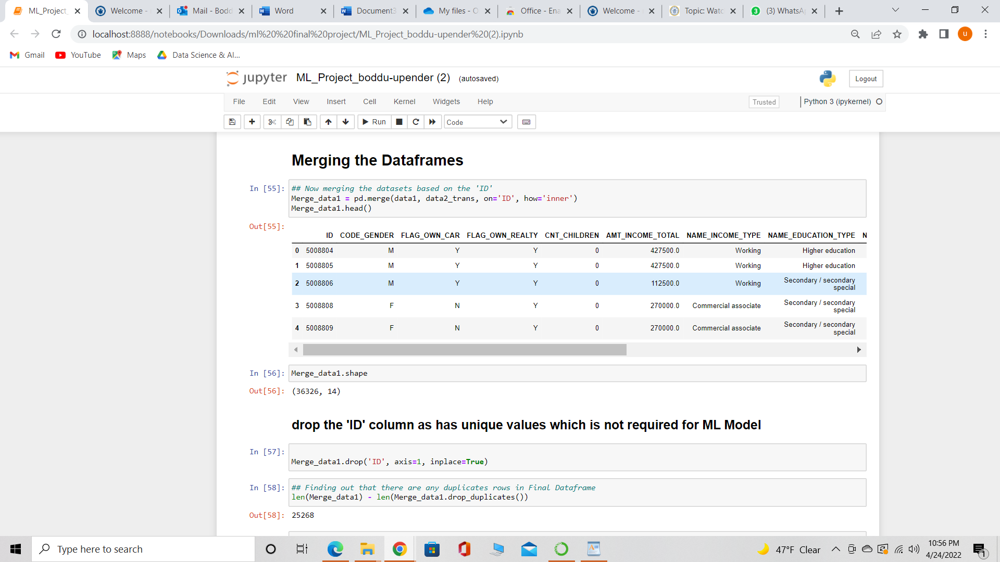 ML_Project_
Welcome -
Mail - Bodd
Word
Document3
My files - O
Office - Ena
Welcome -
Topic: Watc
(3) WhatsAp
localhost:8888/notebooks/Downloads/ml%20%20final%20project/ML_Project_boddu-upender%20(2).ipynb
u
Gmail
YouTube
Maps
Data Science & AI...
jupyter
ML_Project_boddu-upender (2) (autosaved)
Logout
File Edit View Insert Cell Kernel Widgets Help
Trusted
Python 3 (ipykernel)
Run
Code
Merging the Dataframes
In [55]: ## Now merging the datasets based on the 'ID'
Merge_data1 = pd.merge(data1, data2_trans, on='ID', how='inner')
Merge_data1.head()
Out[55]:
ID CODE_GENDER FLAG_OWN_CAR FLAG_OWN_REALTY CNT_CHILDREN AMT_INCOME_TOTAL NAME_INCOME_TYPE NAME_EDUCATION_TYPE N
0 5008804 M Y Y 0 427500.0 Working Higher education
1 5008805 M Y Y 0 427500.0 Working Higher education
2 5008806 M Y Y 0 112500.0 Working Secondary / secondary
special
3 5008808 F N Y 0 270000.0 Commercial associate Secondary / secondary
special
4 5008809 F N Y 0 270000.0 Commercial associate Secondary / secondary
special
In [56]: Merge_data1.shape
Out[56]: (36326, 14)
drop the 'ID' column as has unique values which is not required for ML Model
In [57]:
Merge_data1.drop('ID', axis=1, inplace=True)
In [58]: ## Finding out that there are any duplicates rows in Final Dataframe
len(Merge_data1) - len(Merge_data1.drop_duplicates())
Out[58]: 25268
Type here to search
47°F Clear
10:56 PM
4/24/2022
1